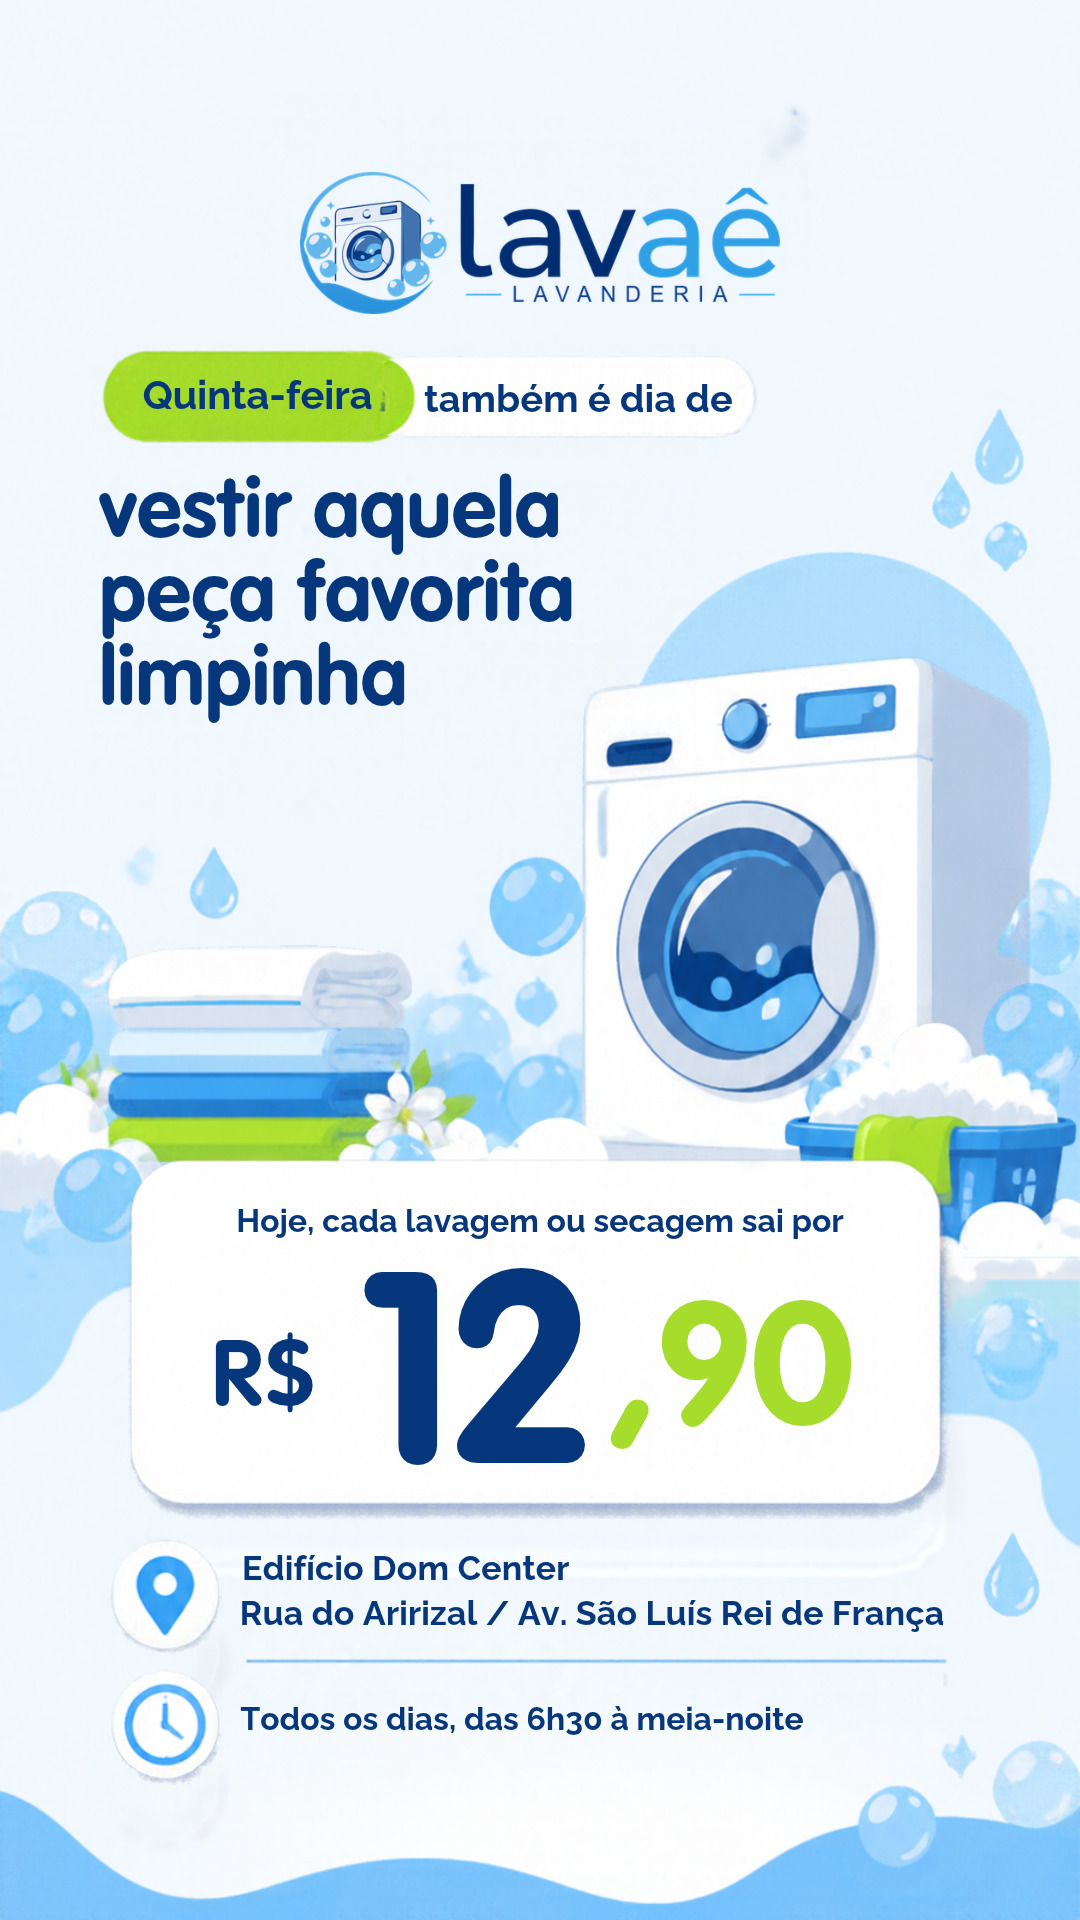 lavaê
LAVANDERIA
Quinta-feira também é dia de
vestir aquela
peça favorita
limpinha
Hoje, cada lavagem ou secagem sai por
R$ 12,90
Edifício Dom Center
Rua do Aririzal / Av. São Luís Rei de França
Todos os dias, das 6h30 à meia-noite